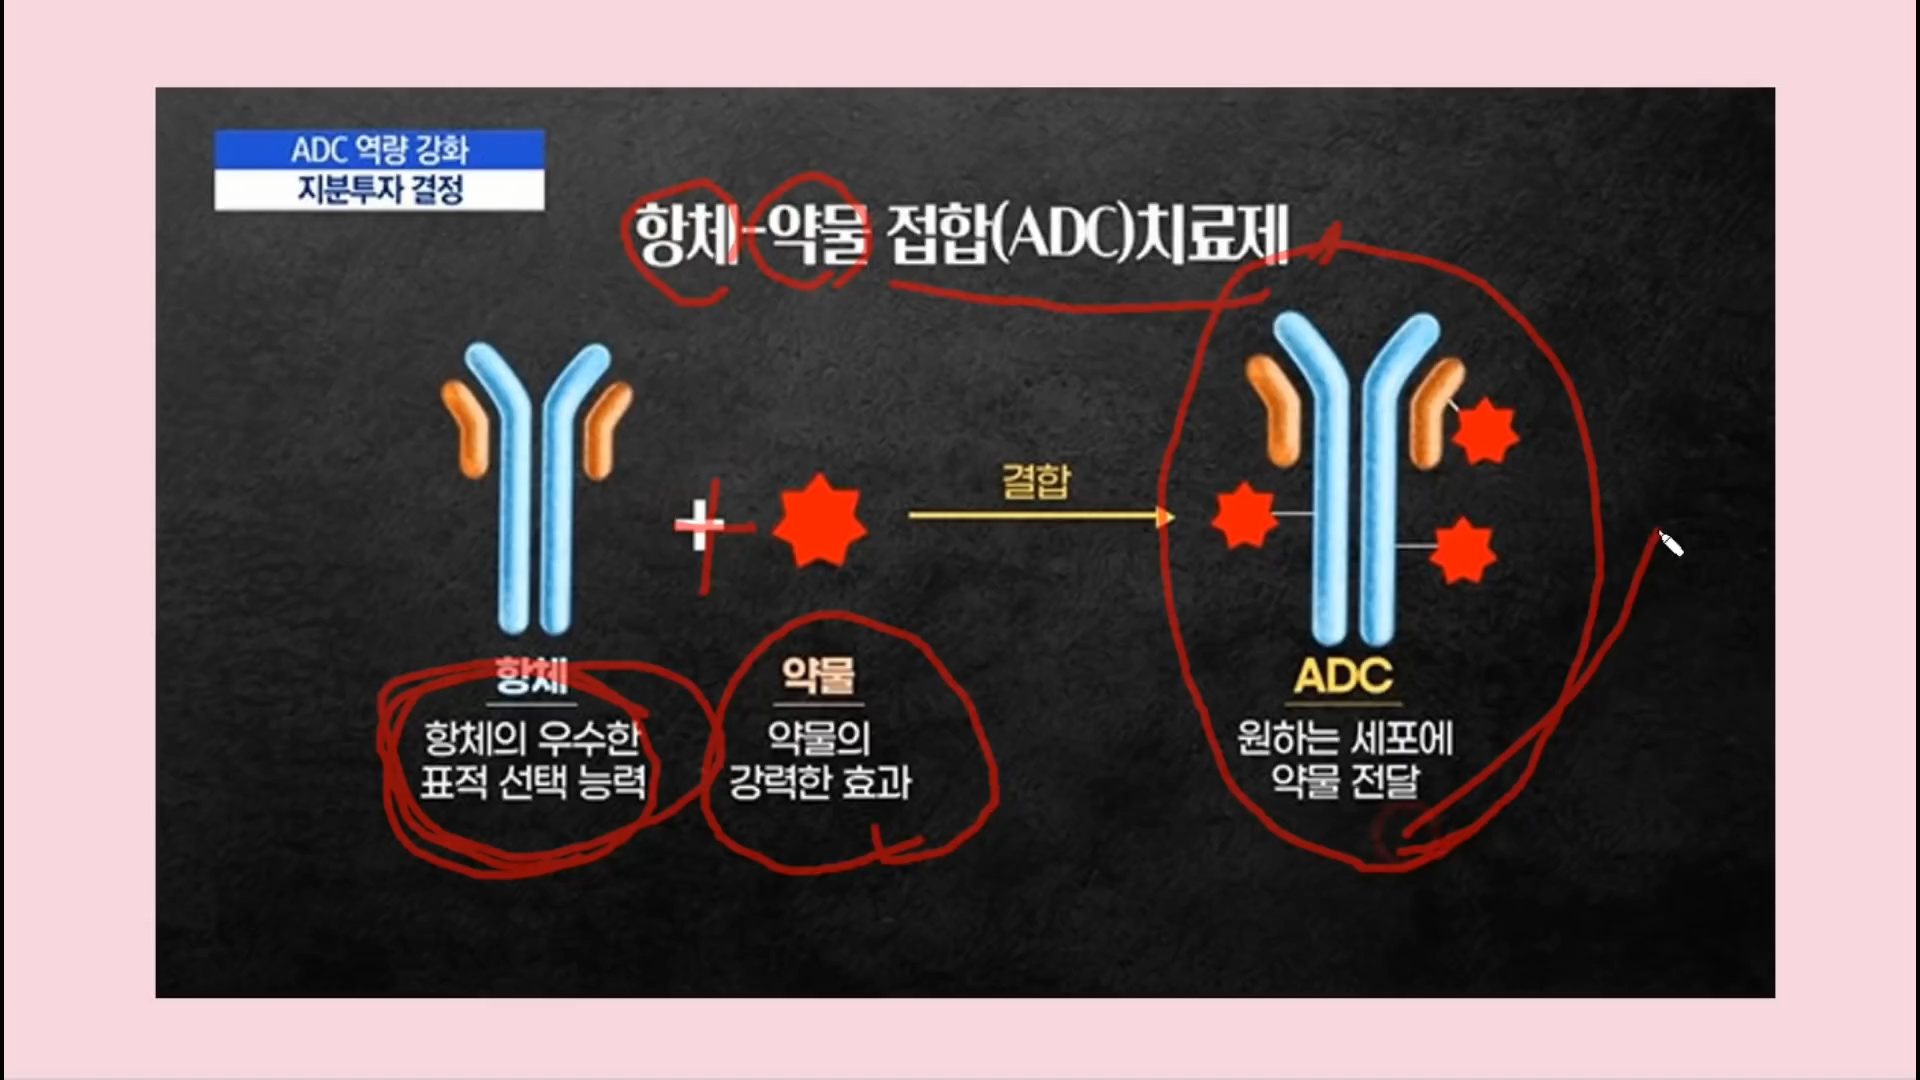 ADC 역량 강화
지분투자 결정
항체-약물 접합(ADC)치료제
+
결합
항체
항체의 우수한
표적 선택 능력
약물
약물의
강력한 효과
ADC
원하는 세포에
약물 전달